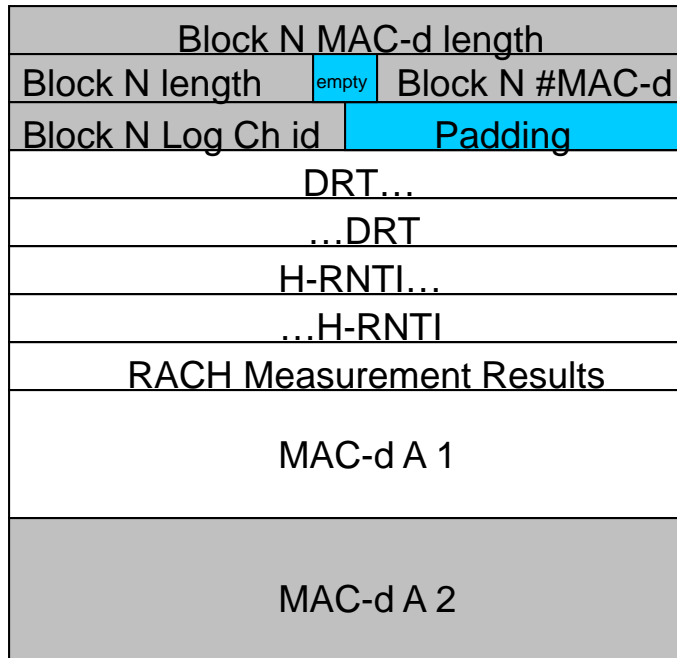 Block N MAC-d length
Block N length empty Block N #MAC-d
Block N Log Ch id Padding
DRT…
…DRT
H-RNTI…
…H-RNTI
RACH Measurement Results
MAC-d A 1
MAC-d A 2